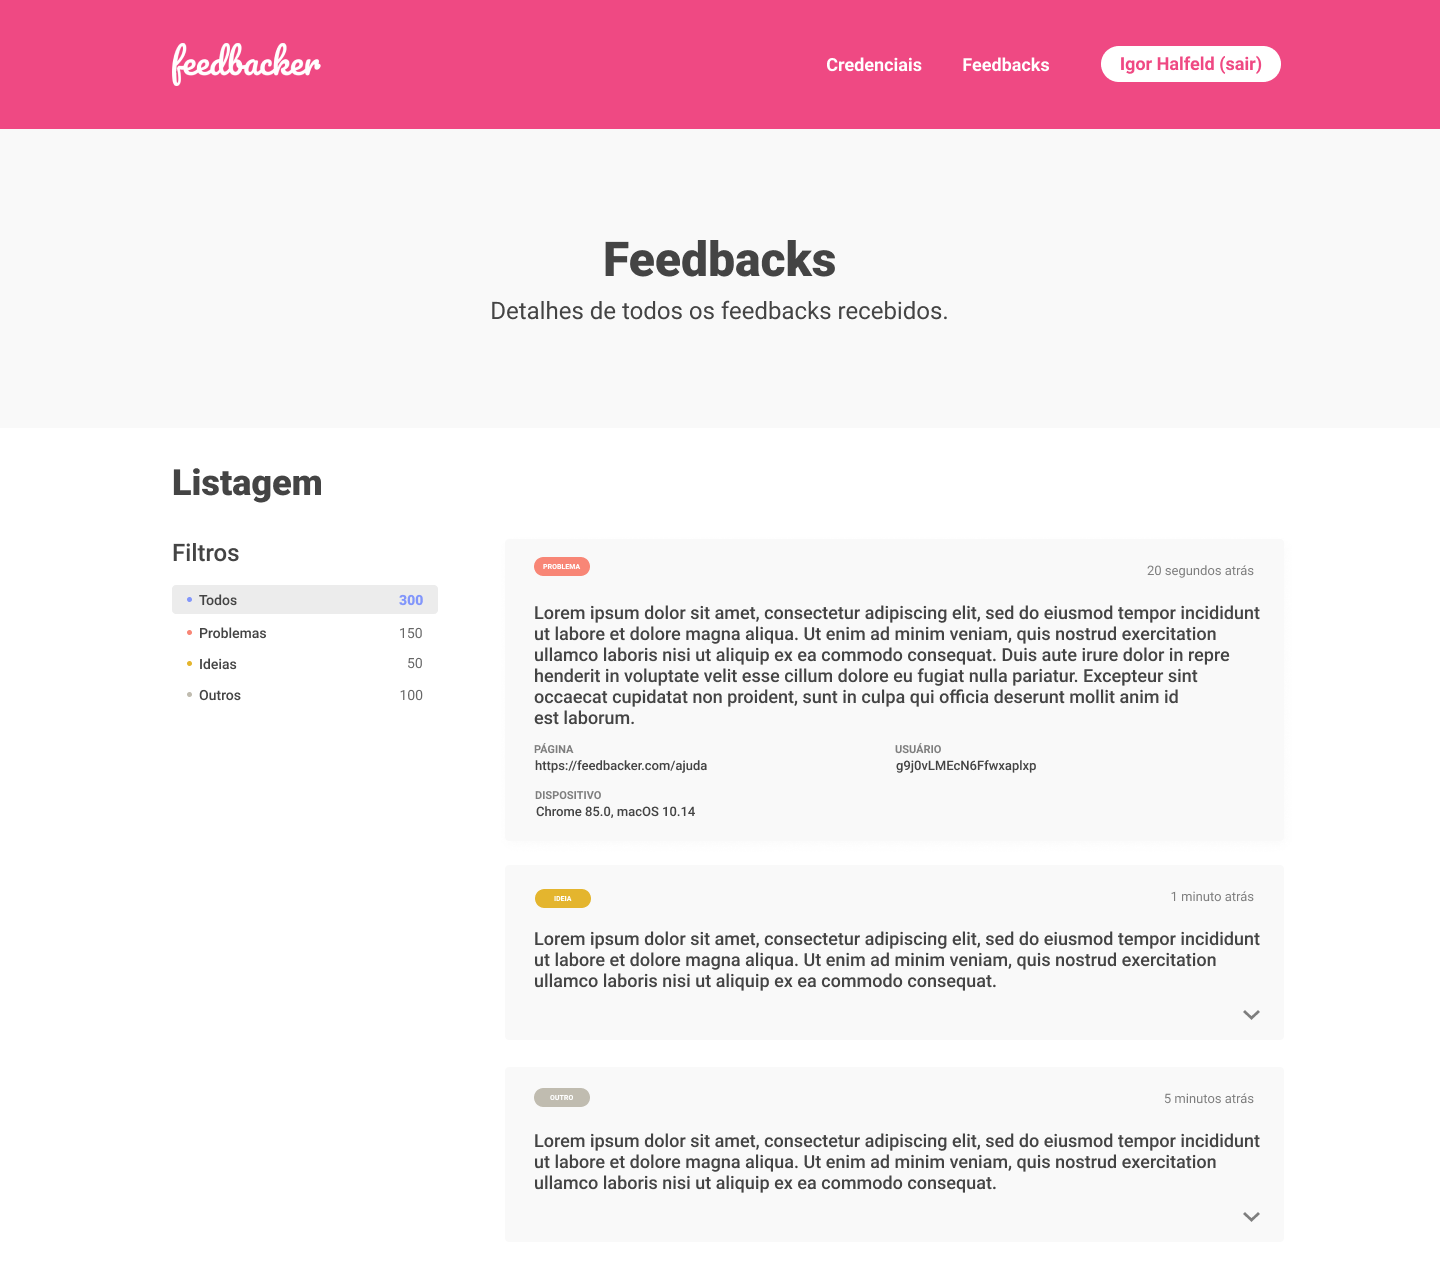 feedbacker
Credenciais
Feedbacks
Igor Halfeld (sair)
Feedbacks
Detalhes de todos os feedbacks recebidos.
Listagem
Filtros
Todos 300
Problemas 150
Ideias 50
Outros 100
PROBLEMA
20 segundos atrás
Lorem ipsum dolor sit amet, consectetur adipiscing elit, sed do eiusmod tempor incididunt
ut labore et dolore magna aliqua. Ut enim ad minim veniam, quis nostrud exercitation
ullamco laboris nisi ut aliquip ex ea commodo consequat. Duis aute irure dolor in repre
henderit in voluptate velit esse cillum dolore eu fugiat nulla pariatur. Excepteur sint
occaecat cupidatat non proident, sunt in culpa qui officia deserunt mollit anim id
est laborum.
PÁGINA
https://feedbacker.com/ajuda
USUÁRIO
g9j0vLMEcN6Ffwxaplxp
DISPOSITIVO
Chrome 85.0, macOS 10.14
IDEIA
1 minuto atrás
Lorem ipsum dolor sit amet, consectetur adipiscing elit, sed do eiusmod tempor incididunt
ut labore et dolore magna aliqua. Ut enim ad minim veniam, quis nostrud exercitation
ullamco laboris nisi ut aliquip ex ea commodo consequat.
OUTRO
5 minutos atrás
Lorem ipsum dolor sit amet, consectetur adipiscing elit, sed do eiusmod tempor incididunt
ut labore et dolore magna aliqua. Ut enim ad minim veniam, quis nostrud exercitation
ullamco laboris nisi ut aliquip ex ea commodo consequat.